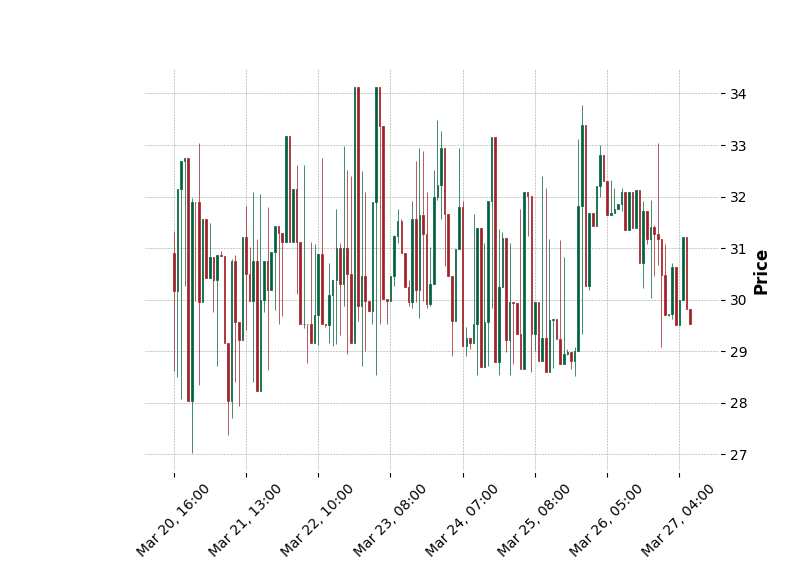 34
33
32
31
30
29
28
27
Price
Mar 20, 16:00
Mar 21, 13:00
Mar 22, 10:00
Mar 23, 08:00
Mar 24, 07:00
Mar 25, 08:00
Mar 26, 05:00
Mar 27, 04:00